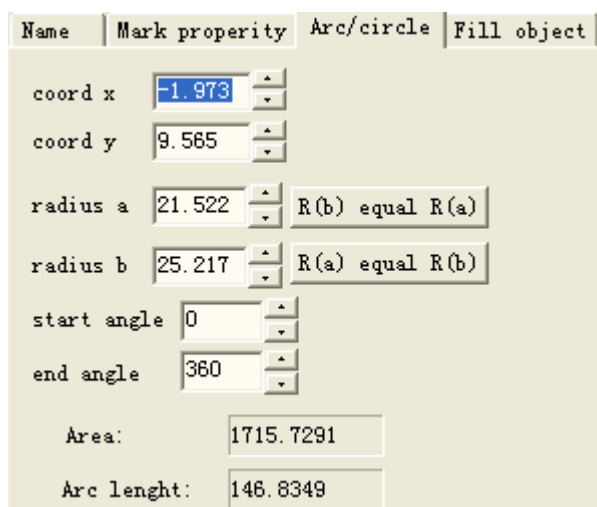 Name Mark properity Arc/circle Fill object
coord x -1.973
coord y 9.565
radius a 21.522 R(b) equal R(a)
radius b 25.217 R(a) equal R(b)
start angle 0
end angle 360
Area: 1715.7291
Arc lenght: 146.8349